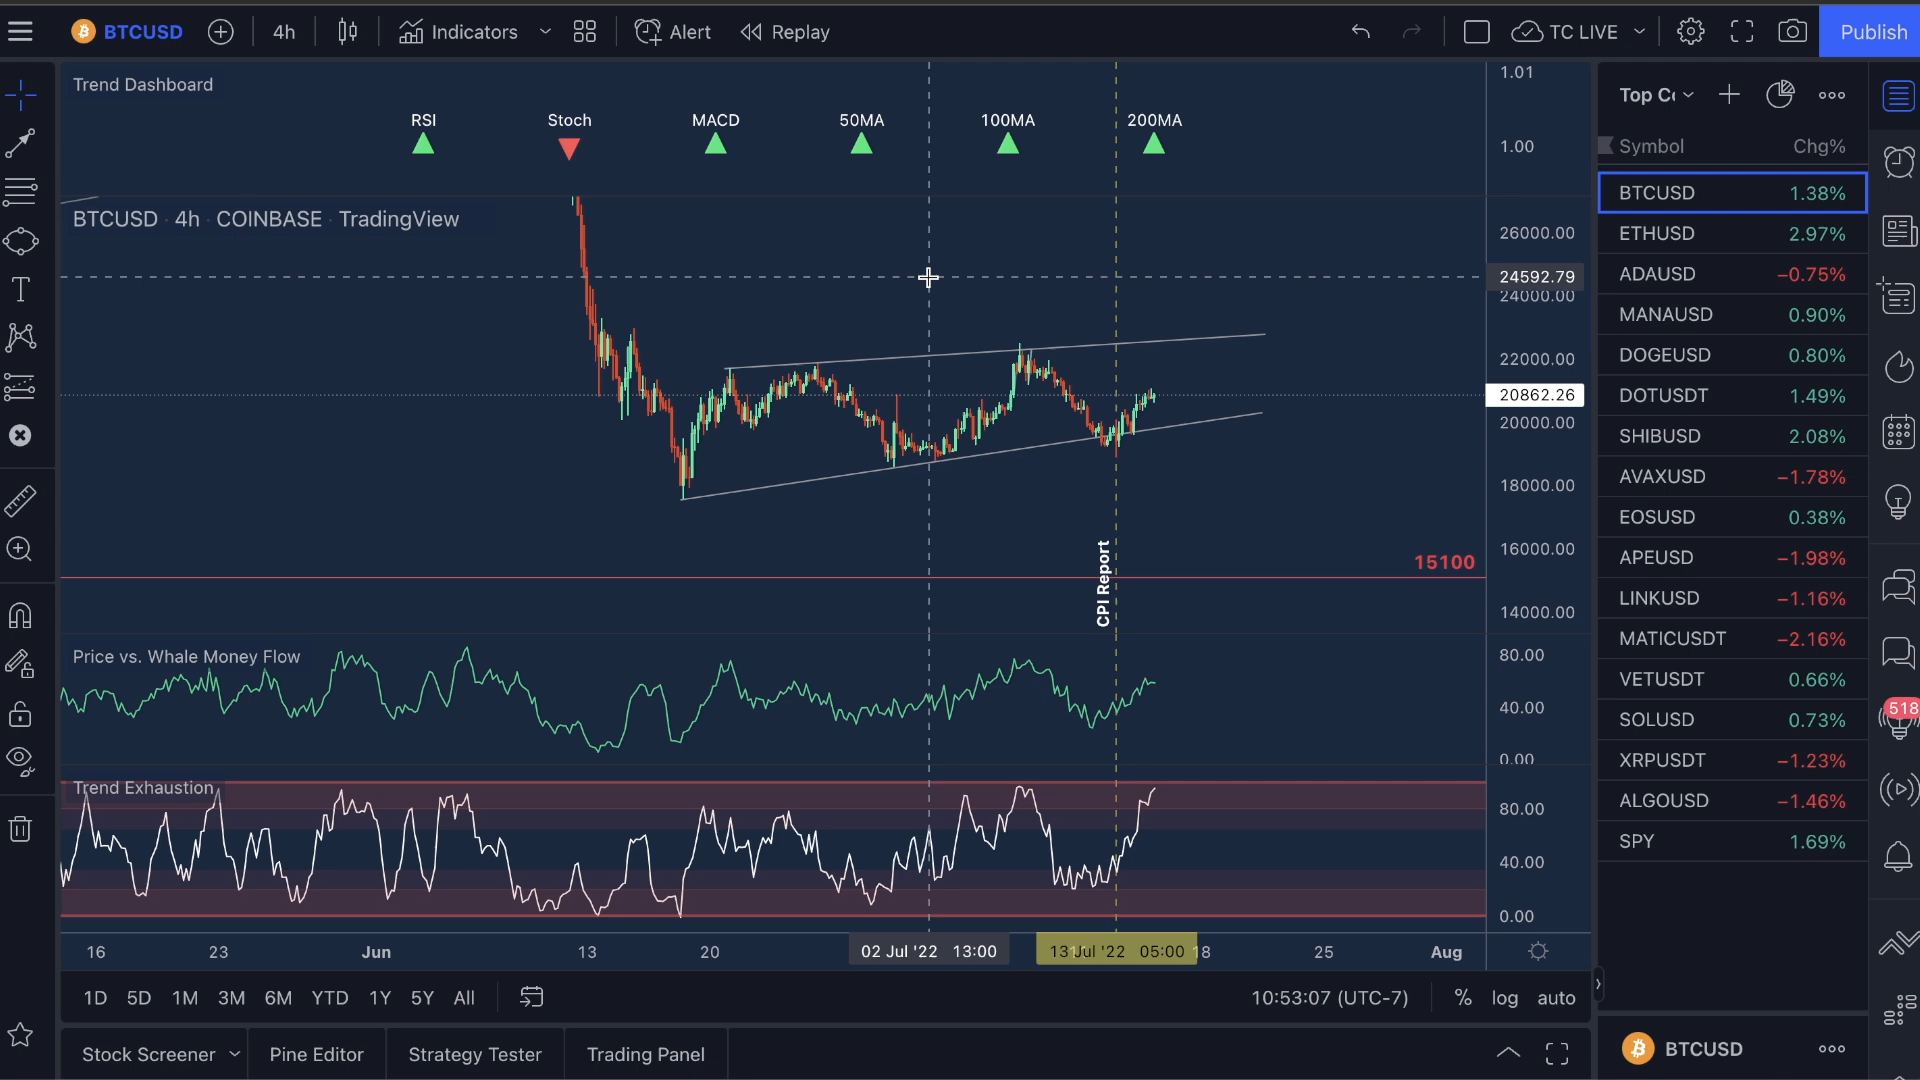 BTCUSD 4h Indicators Alert Replay TC LIVE Publish
Trend Dashboard
RSI Stoch MACD 50MA 100MA 200MA
1.01
1.00
BTCUSD · 4h · COINBASE · TradingView
26000.00
24592.79
24000.00
22000.00
20862.26
20000.00
18000.00
16000.00
15100
14000.00
CPI Report
Price vs. Whale Money Flow
80.00
40.00
0.00
Trend Exhaustion
80.00
40.00
0.00
16 23 Jun 13 20 02 Jul '22 13:00 13 Jul '22 05:00 18 25 Aug
1D 5D 1M 3M 6M YTD 1Y 5Y All 10:53:07 (UTC-7) % log auto
Stock Screener Pine Editor Strategy Tester Trading Panel
Symbol Chg%
BTCUSD 1.38%
ETHUSD 2.97%
ADAUSD −0.75%
MANAUSD 0.90%
DOGEUSD 0.80%
DOTUSDT 1.49%
SHIBUSD 2.08%
AVAXUSD −1.78%
EOSUSD 0.38%
APEUSD −1.98%
LINKUSD −1.16%
MATICUSDT −2.16%
VETUSDT 0.66%
SOLUSD 0.73%
XRPUSDT −1.23%
ALGOUSD −1.46%
SPY 1.69%
518
BTCUSD